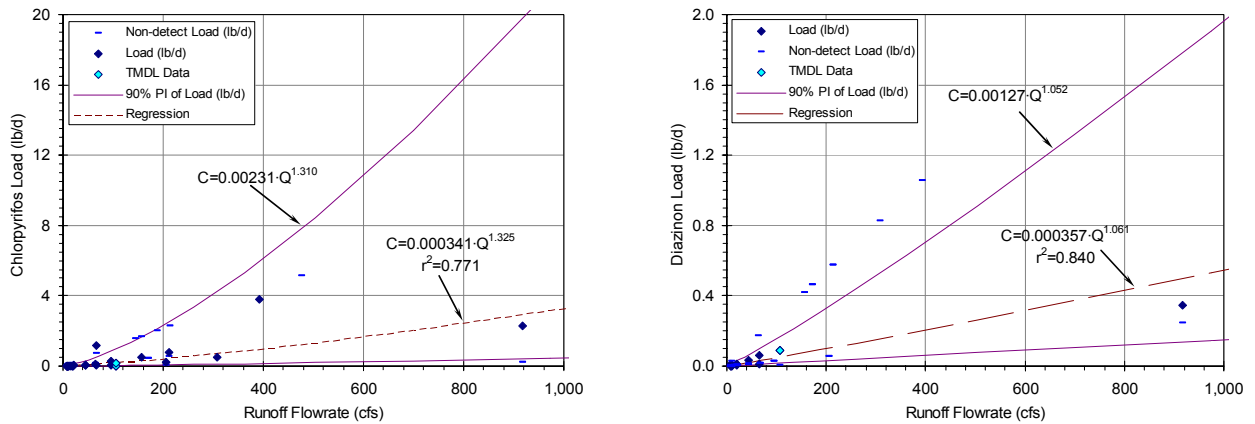 20
16
12
8
4
0
Chlorpyrifos Load (lb/d)
Non-detect Load (lb/d)
Load (lb/d)
TMDL Data
90% PI of Load (lb/d)
Regression
C=0.00231·Q^1.310
C=0.000341·Q^1.325
r²=0.771
0 200 400 600 800 1,000
Runoff Flowrate (cfs)
2.0
1.6
1.2
0.8
0.4
0.0
Diazinon Load (lb/d)
Load (lb/d)
Non-detect Load (lb/d)
TMDL Data
90% PI of Load (lb/d)
Regression
C=0.00127·Q^1.052
C=0.000357·Q^1.061
r²=0.840
0 200 400 600 800 1,000
Runoff Flowrate (cfs)